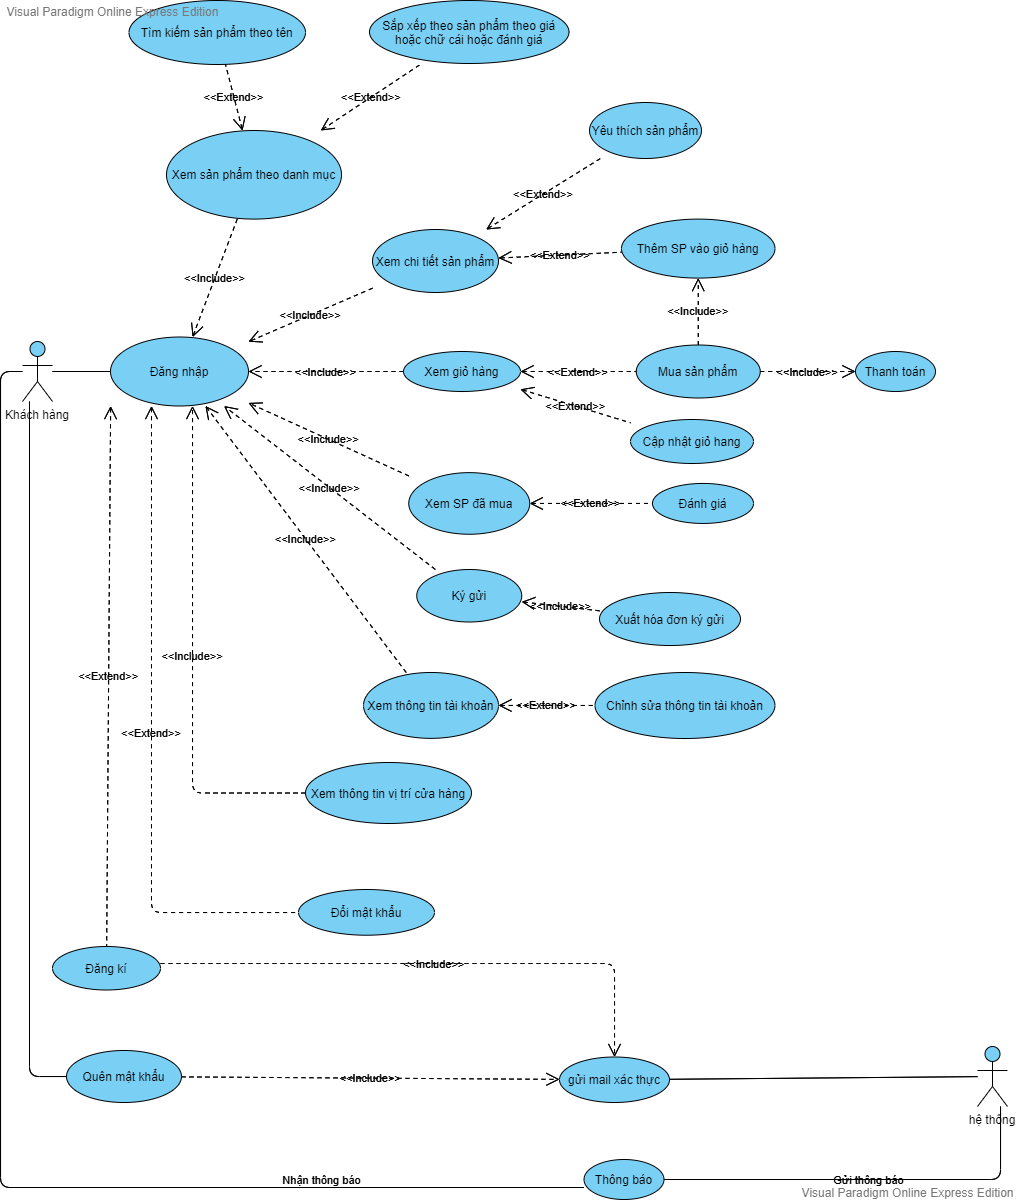 Visual Paradigm Online Express Edition
Tìm kiếm sản phẩm theo tên
Sắp xếp theo sản phẩm theo giá
hoặc chữ cái hoặc đánh giá
<<Extend>>
<<Extend>>
Yêu thích sản phẩm
Xem sản phẩm theo danh mục
<<Extend>>
Thêm SP vào giỏ hàng
Xem chi tiết sản phẩm
<<Extend>>
<<Include>>
<<Include>>
<<Include>>
Khách hàng
Đăng nhập
<<Include>>
Xem giỏ hàng
<<Extend>>
Mua sản phẩm
<<Include>>
Thanh toán
<<Extend>>
<<Include>>
Cập nhật giỏ hang
<<Include>>
Xem SP đã mua
<<Extend>>
Đánh giá
<<Include>>
Ký gửi
<<Include>>
Xuất hóa đơn ký gửi
<<Include>>
<<Extend>>
<<Extend>>
Xem thông tin tài khoản
<<Extend>>
Chỉnh sửa thông tin tài khoản
Xem thông tin vị trí cửa hàng
Đổi mật khẩu
Đăng kí
<<Include>>
Quên mật khẩu
<<Include>>
gửi mail xác thực
hệ thống
Nhận thông báo
Thông báo
Gửi thông báo
Visual Paradigm Online Express Edition